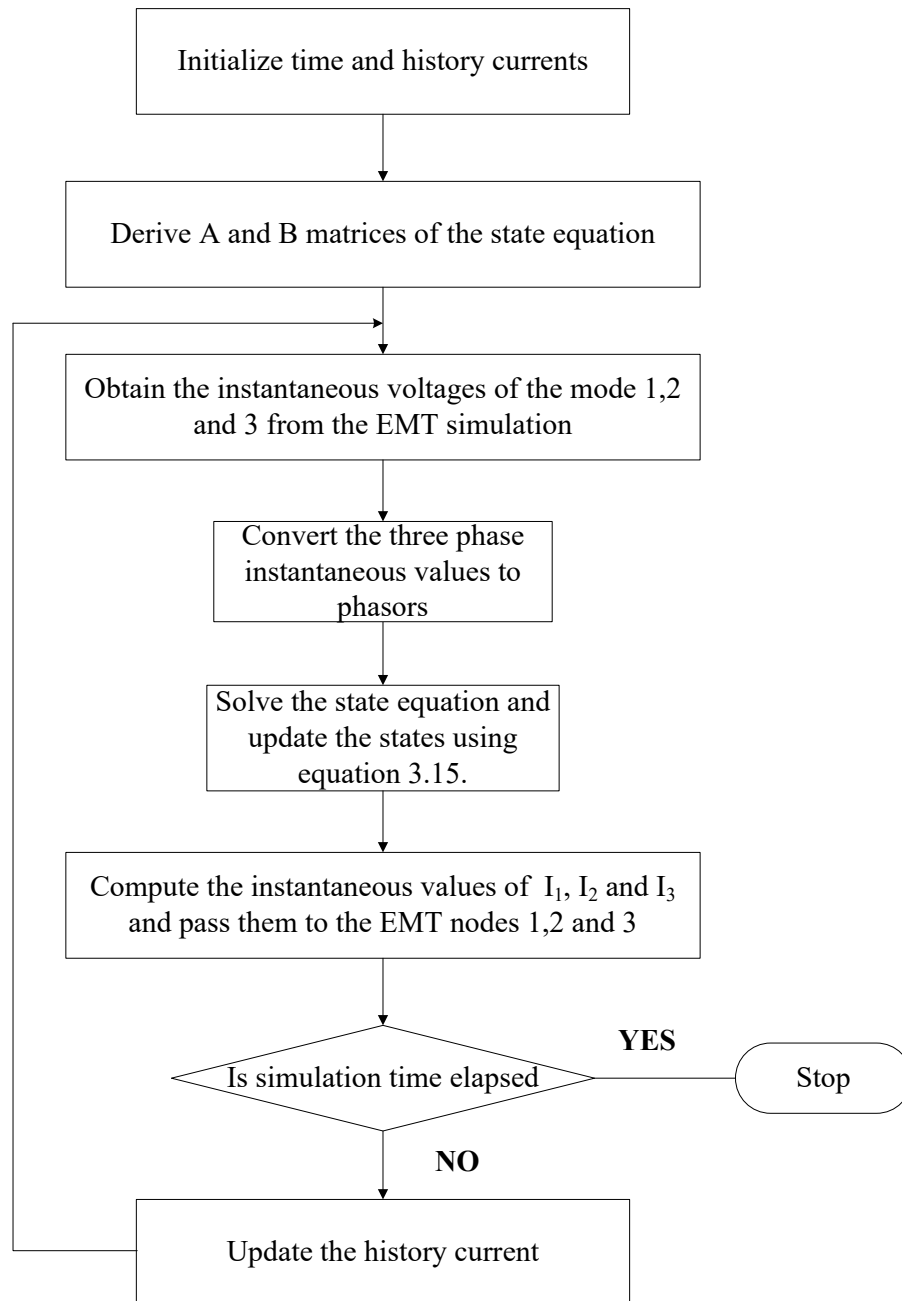 Initialize time and history currents
Derive A and B matrices of the state equation
Obtain the instantaneous voltages of the mode 1,2
and 3 from the EMT simulation
Convert the three phase
instantaneous values to
phasors
Solve the state equation and
update the states using
equation 3.15.
Compute the instantaneous values of I₁, I₂ and I₃
and pass them to the EMT nodes 1,2 and 3
YES
Is simulation time elapsed
Stop
NO
Update the history current